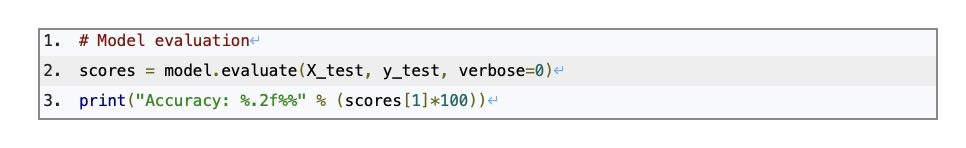 1. # Model evaluation↵
2. scores = model.evaluate(X_test, y_test, verbose=0)↵
3. print("Accuracy: %.2f%%" % (scores[1]*100))↵